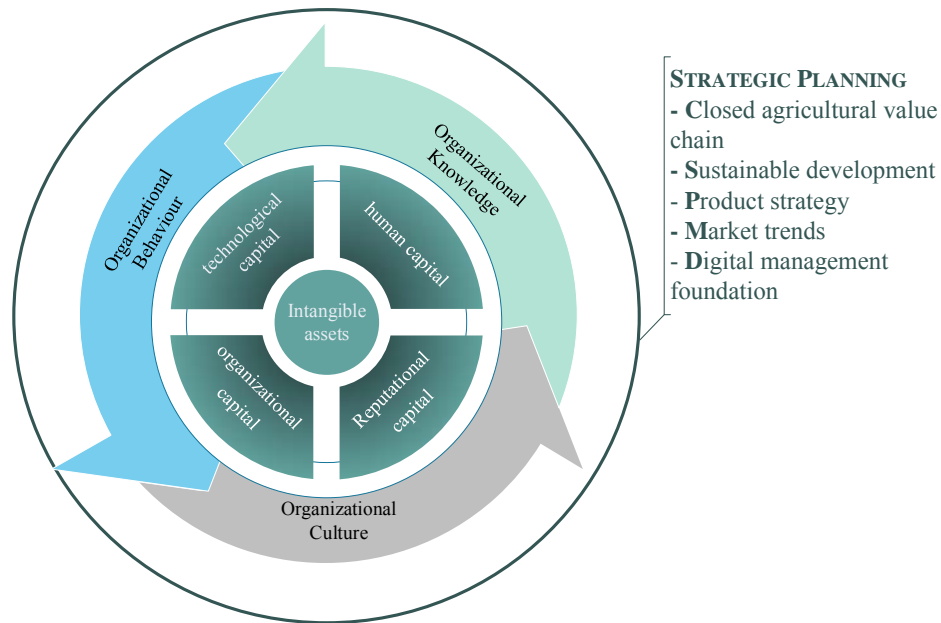 STRATEGIC PLANNING
- Closed agricultural value
chain
- Sustainable development
- Product strategy
- Market trends
- Digital management
foundation
Organizational
Knowledge
Organizational
Behaviour
technological
capital
human capital
Intangible
assets
organizational
capital
Reputational
capital
Organizational
Culture